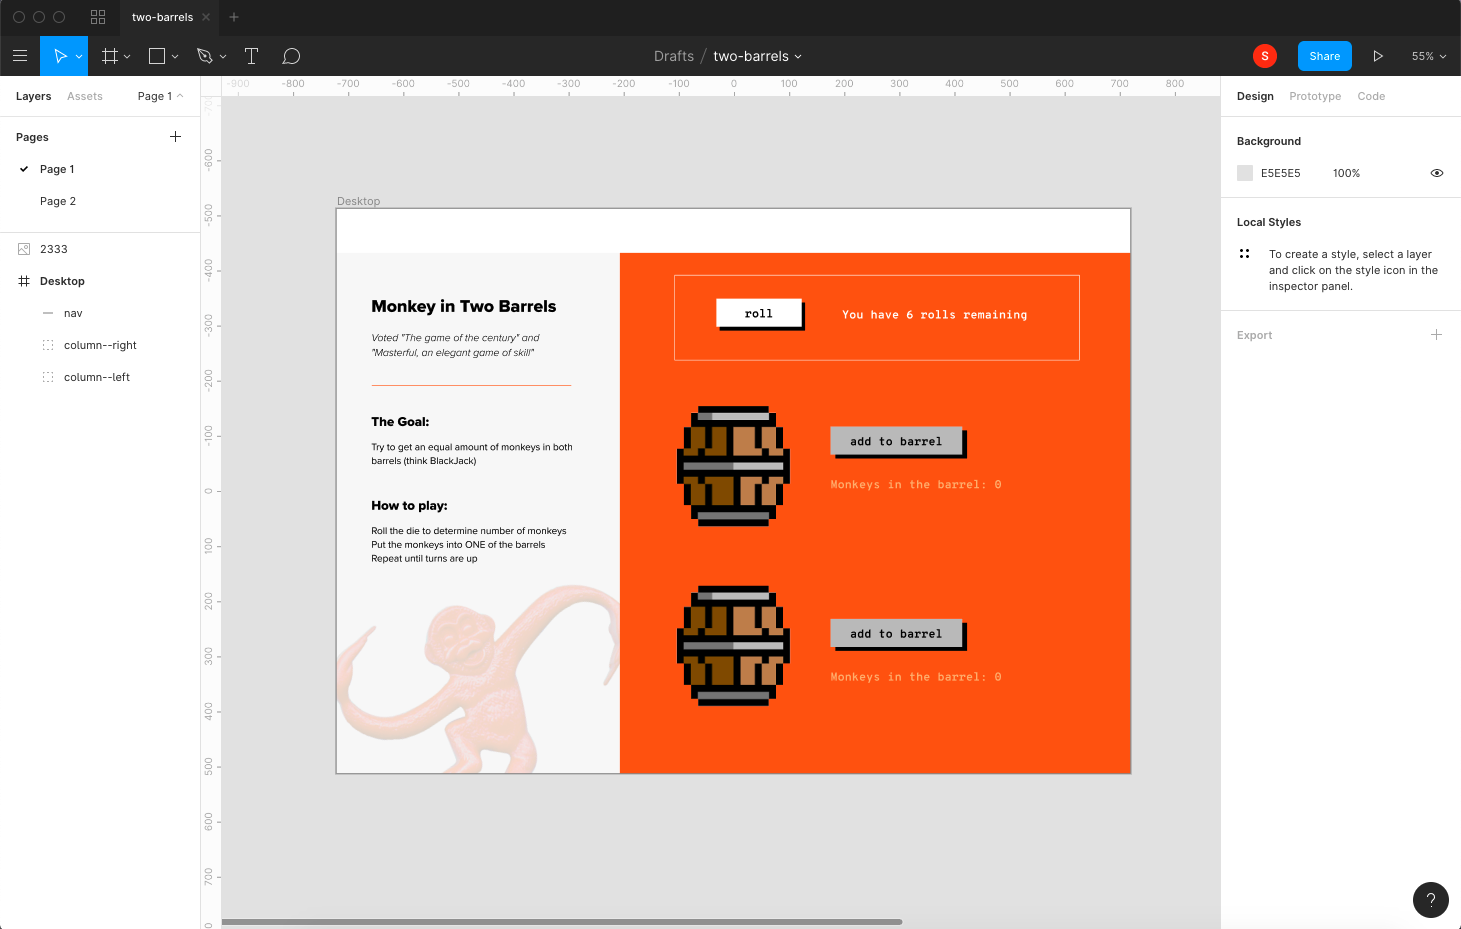 two-barrels
Drafts / two-barrels
S
Share
55%
Layers
Assets
Page 1
Pages
Page 1
Page 2
2333
Desktop
nav
column--right
column--left
-900 -800 -700 -600 -500 -400 -300 -200 -100 0 100 200 300 400 500 600 700 800
-600
-500
-400
-300
-200
-100
0
100
200
300
400
500
600
700
Desktop
Monkey in Two Barrels
Voted "The game of the century" and
"Masterful, an elegant game of skill"
The Goal:
Try to get an equal amount of monkeys in both
barrels (think BlackJack)
How to play:
Roll the die to determine number of monkeys
Put the monkeys into ONE of the barrels
Repeat until turns are up
roll
You have 6 rolls remaining
add to barrel
Monkeys in the barrel: 0
add to barrel
Monkeys in the barrel: 0
Design
Prototype
Code
Background
E5E5E5
100%
Local Styles
To create a style, select a layer
and click on the style icon in the
inspector panel.
Export
?